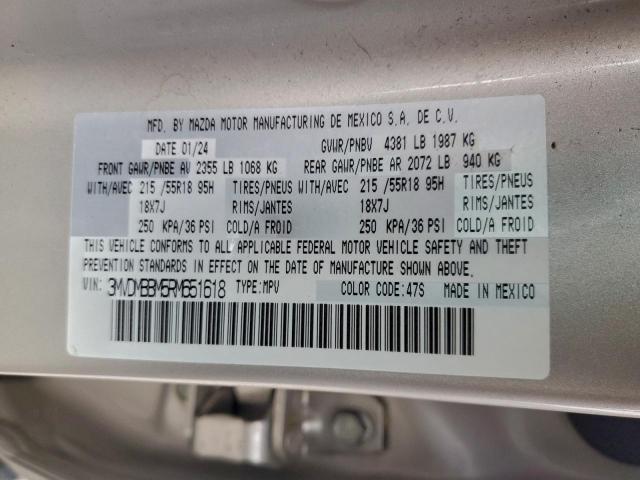 MFD. BY MAZDA MOTOR MANUFACTURING DE MEXICO S.A. DE C.V.
DATE 01/24 GVWR/PNBV 4381 LB 1987 KG
FRONT GAWR/PNBE AV 2355 LB 1068 KG REAR GAWR/PNBE AR 2072 LB 940 KG
WITH/AVEC 215 /55R18 95H TIRES/PNEUS WITH/AVEC 215 /55R18 95H TIRES/PNEUS
18X7J RIMS/JANTES 18X7J RIMS/JANTES
250 KPA/36 PSI COLD/A FROID 250 KPA/36 PSI COLD/A FROID
THIS VEHICLE CONFORMS TO ALL APPLICABLE FEDERAL MOTOR VEHICLE SAFETY AND THEFT
PREVENTION STANDARDS IN EFFECT ON THE DATE OF MANUFACTURE SHOWN ABOVE.
VIN: 3MVDMBBM5RM651618 TYPE: MPV COLOR CODE: 47S MADE IN MEXICO